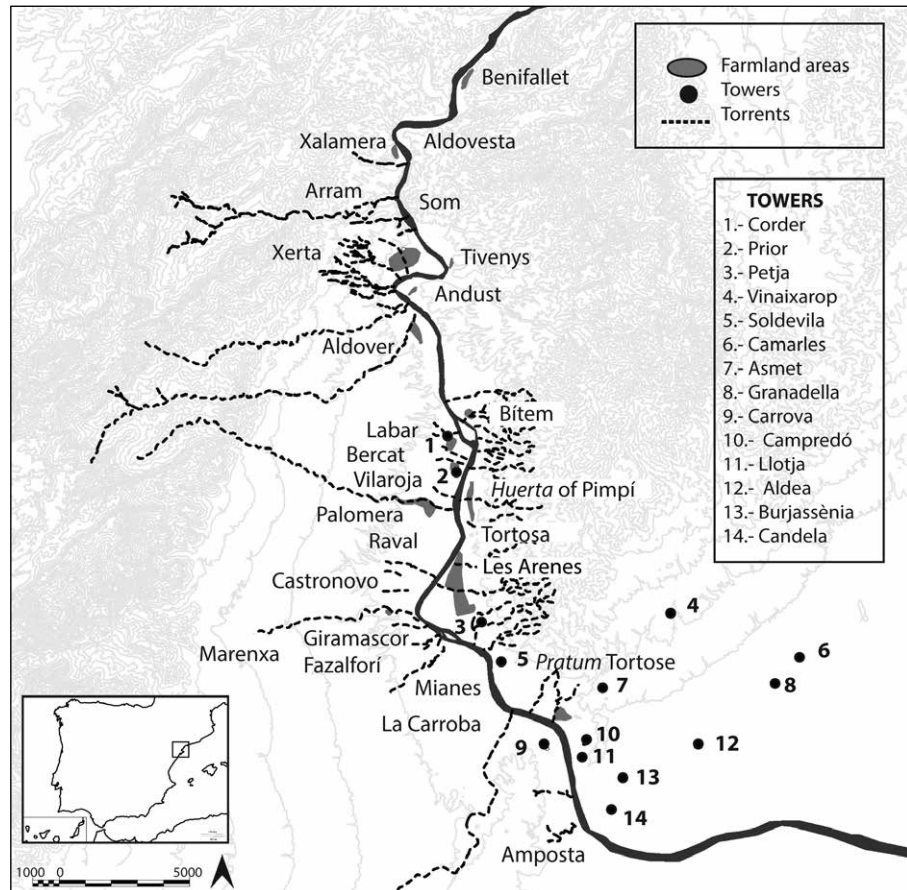 Benifallet
Farmland areas
Towers
Torrents
Xalamera
Aldovesta
Arram
Som
Xerta
Tivenys
Andust
Aldover
TOWERS
1.- Corder
2.- Prior
3.- Petja
4.- Vinaixarop
5.- Soldevila
6.- Camarles
7.- Asmet
8.- Granadella
9.- Carrova
10.- Campredó
11.- Llotja
12.- Aldea
13.- Burjassènia
14.- Candela
Bítem
Labar
1
Bercat
Vilaroja
2
Huerta of Pimpí
Palomera
Raval
Tortosa
Les Arenes
Castronovo
3
4
Giramascor
Marenxa
Fazalforí
5
Pratum Tortose
6
Mianes
7
8
La Carroba
9
10
11
12
13
14
Amposta
1000 0 5000